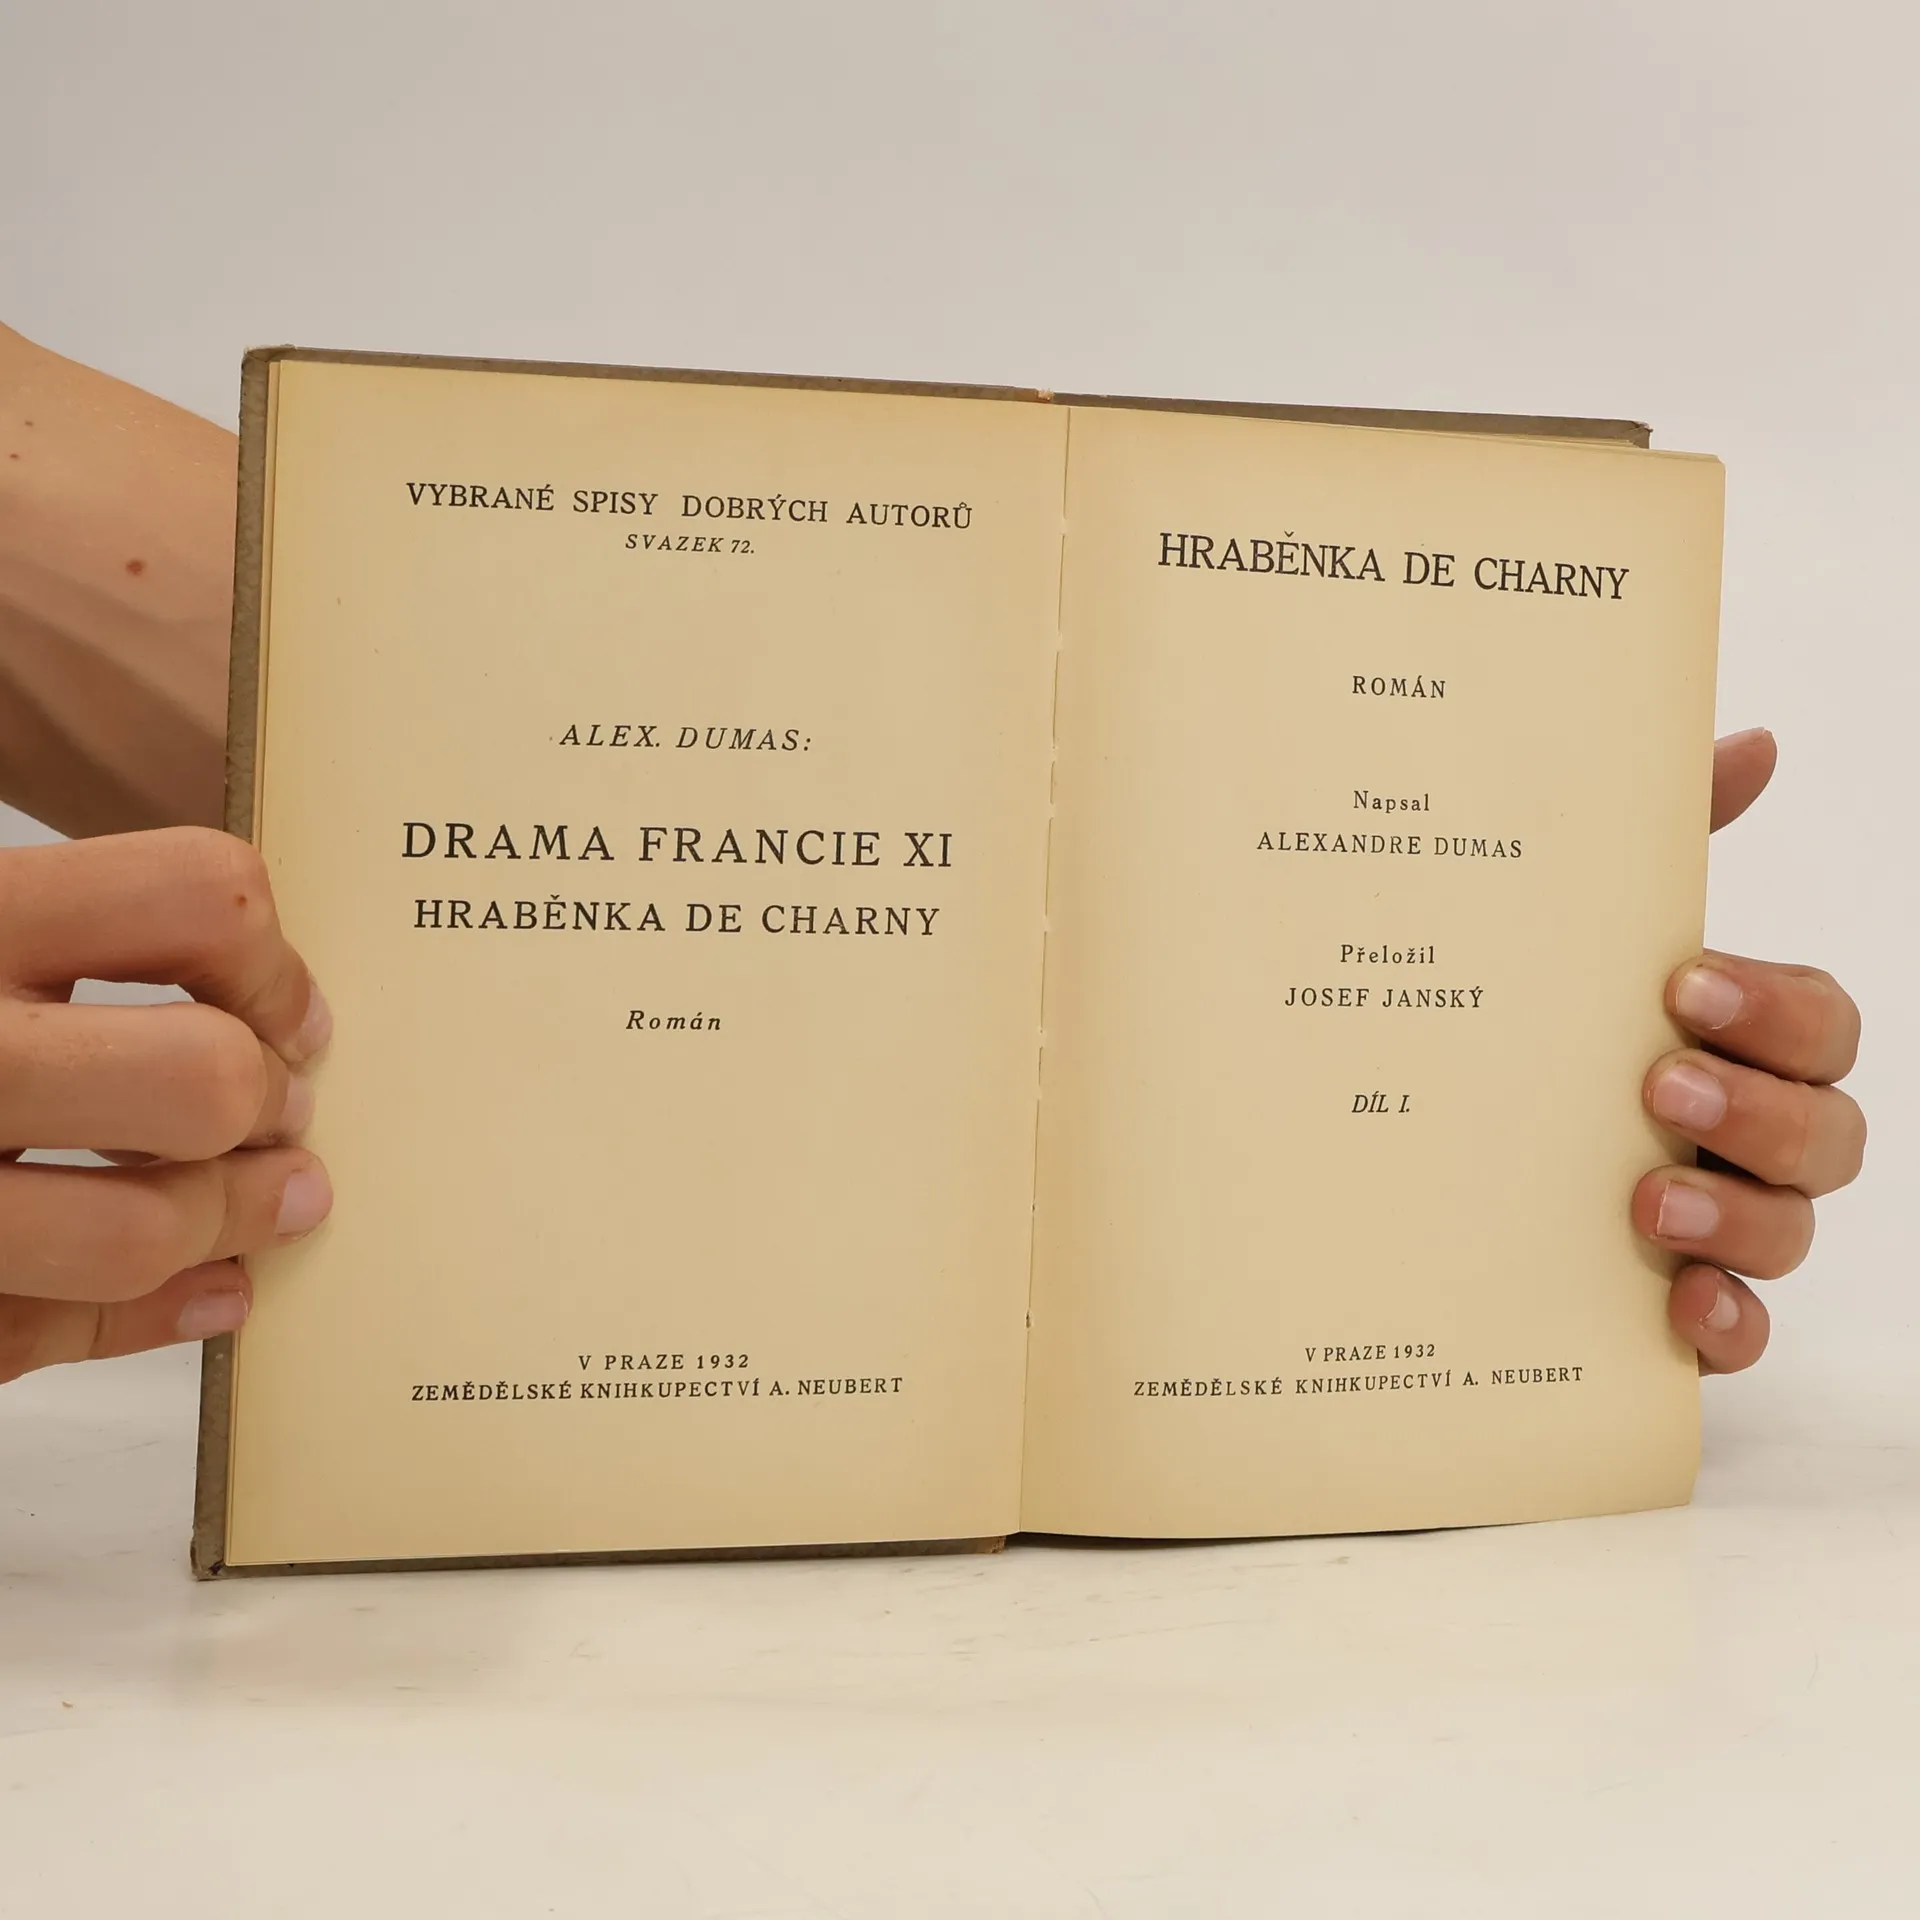 VYBRANÉ SPISY DOBRÝCH AUTORŮ
SVAZEK 72.
ALEX. DUMAS:
DRAMA FRANCIE XI
HRABĚNKA DE CHARNY
Román
V PRAZE 1932
ZEMĚDĚLSKÉ KNIHKUPECTVÍ A. NEUBERT
HRABĚNKA DE CHARNY
ROMÁN
Napsal
ALEXANDRE DUMAS
Přeložil
JOSEF JANSKÝ
DÍL I.
V PRAZE 1932
ZEMĚDĚLSKÉ KNIHKUPECTVÍ A. NEUBERT